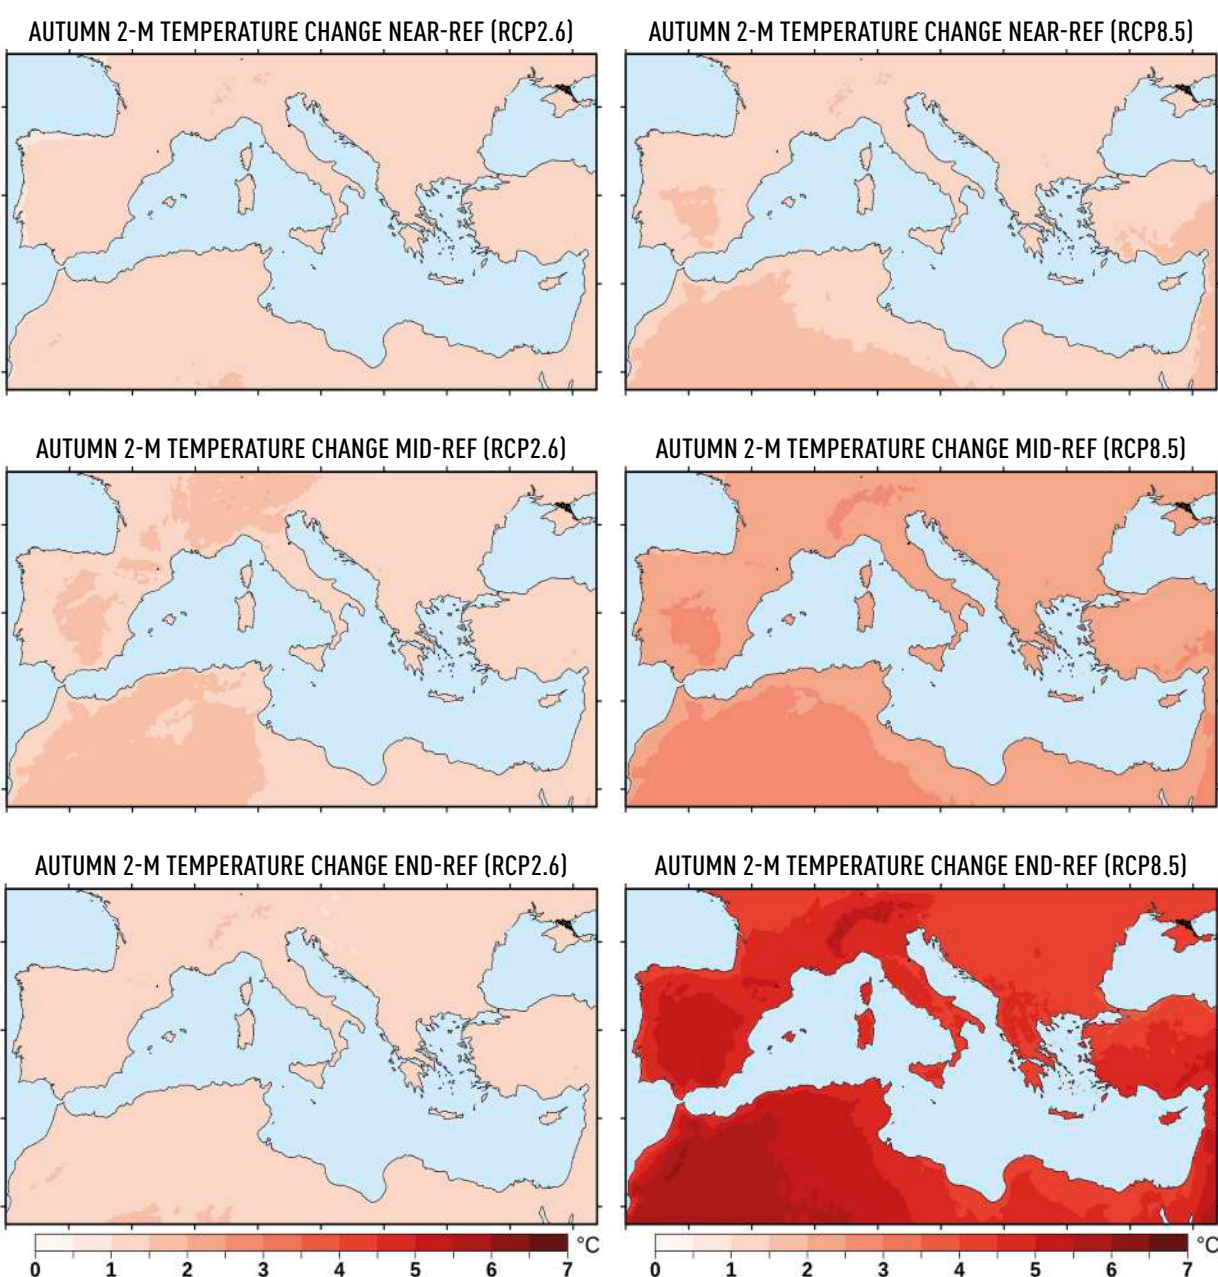 AUTUMN 2-M TEMPERATURE CHANGE NEAR-REF (RCP2.6)
AUTUMN 2-M TEMPERATURE CHANGE NEAR-REF (RCP8.5)
AUTUMN 2-M TEMPERATURE CHANGE MID-REF (RCP2.6)
AUTUMN 2-M TEMPERATURE CHANGE MID-REF (RCP8.5)
AUTUMN 2-M TEMPERATURE CHANGE END-REF (RCP2.6)
AUTUMN 2-M TEMPERATURE CHANGE END-REF (RCP8.5)
0 1 2 3 4 5 6 7 °C
0 1 2 3 4 5 6 7 °C